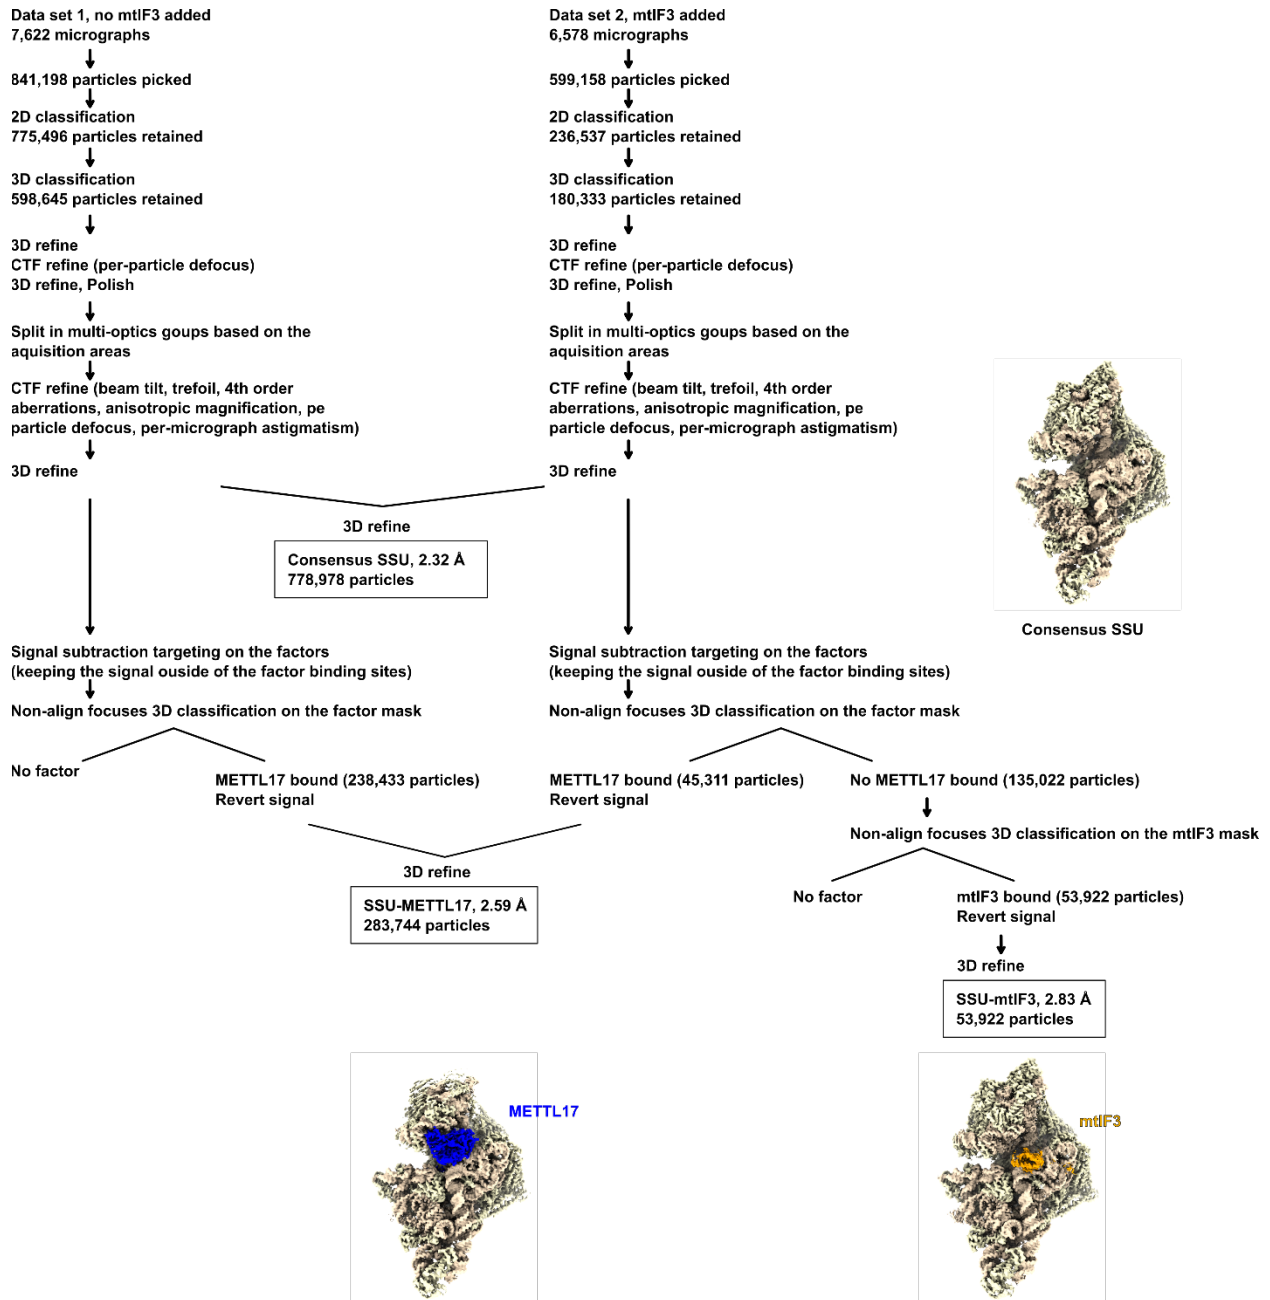 Data set 1, no mtIF3 added
7,622 micrographs
841,198 particles picked
2D classification
775,496 particles retained
3D classification
598,645 particles retained
3D refine
CTF refine (per-particle defocus)
3D refine, Polish
Split in multi-optics goups based on the
aquisition areas
CTF refine (beam tilt, trefoil, 4th order
aberrations, anisotropic magnification, pe
particle defocus, per-micrograph astigmatism)
3D refine
Data set 2, mtIF3 added
6,578 micrographs
599,158 particles picked
2D classification
236,537 particles retained
3D classification
180,333 particles retained
3D refine
CTF refine (per-particle defocus)
3D refine, Polish
Split in multi-optics goups based on the
aquisition areas
CTF refine (beam tilt, trefoil, 4th order
aberrations, anisotropic magnification, pe
particle defocus, per-micrograph astigmatism)
3D refine
3D refine
Consensus SSU, 2.32 Å
778,978 particles
Consensus SSU
Signal subtraction targeting on the factors
(keeping the signal ouside of the factor binding sites)
Non-align focuses 3D classification on the factor mask
No factor
METTL17 bound (238,433 particles)
Revert signal
Signal subtraction targeting on the factors
(keeping the signal ouside of the factor binding sites)
Non-align focuses 3D classification on the factor mask
METTL17 bound (45,311 particles)
Revert signal
No METTL17 bound (135,022 particles)
Non-align focuses 3D classification on the mtIF3 mask
3D refine
SSU-METTL17, 2.59 Å
283,744 particles
No factor
mtIF3 bound (53,922 particles)
Revert signal
3D refine
SSU-mtIF3, 2.83 Å
53,922 particles
METTL17
mtIF3